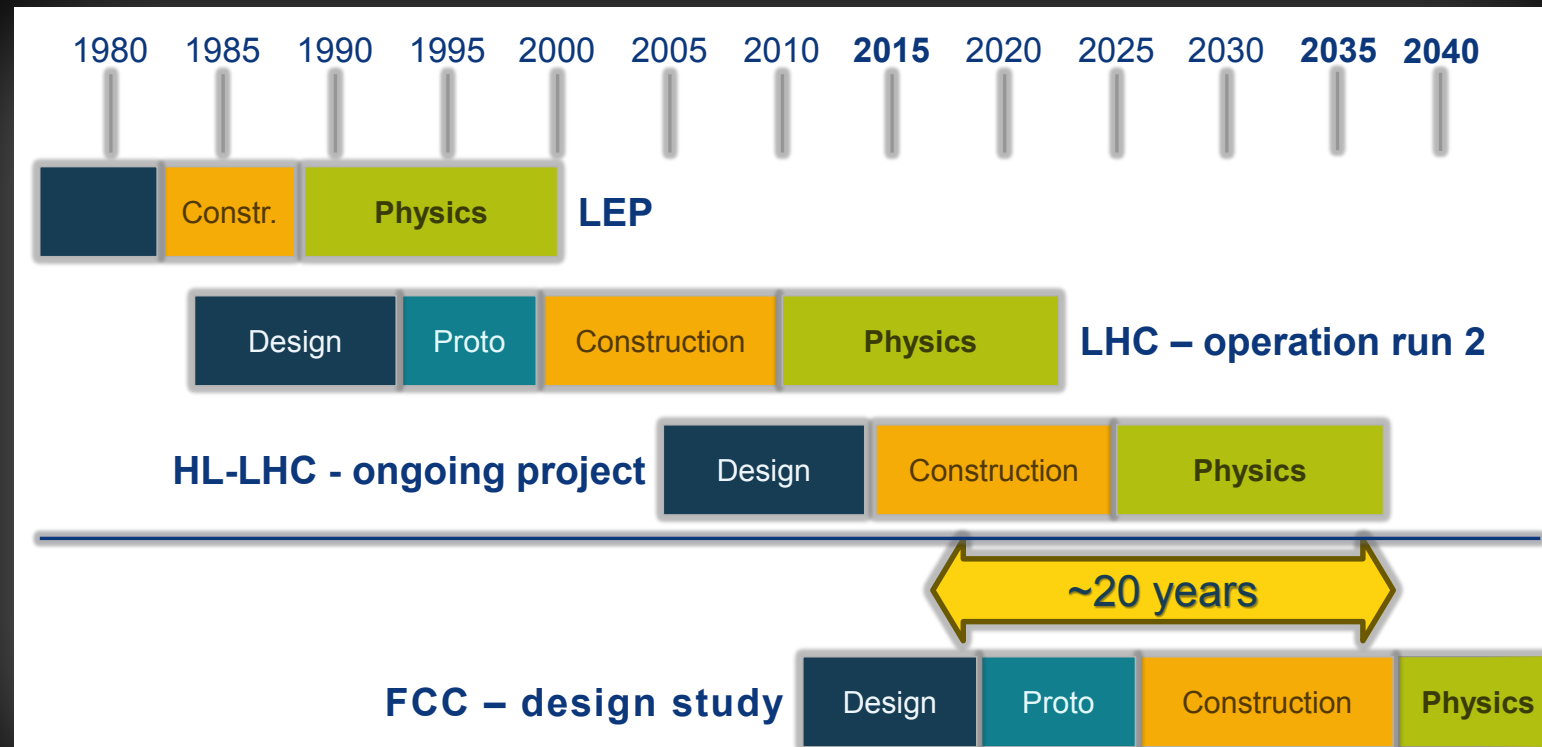 1980 1985 1990 1995 2000 2005 2010 2015 2020 2025 2030 2035 2040
Constr. Physics LEP
Design Proto Construction Physics LHC – operation run 2
HL-LHC - ongoing project Design Construction Physics
~20 years
FCC – design study Design Proto Construction Physics